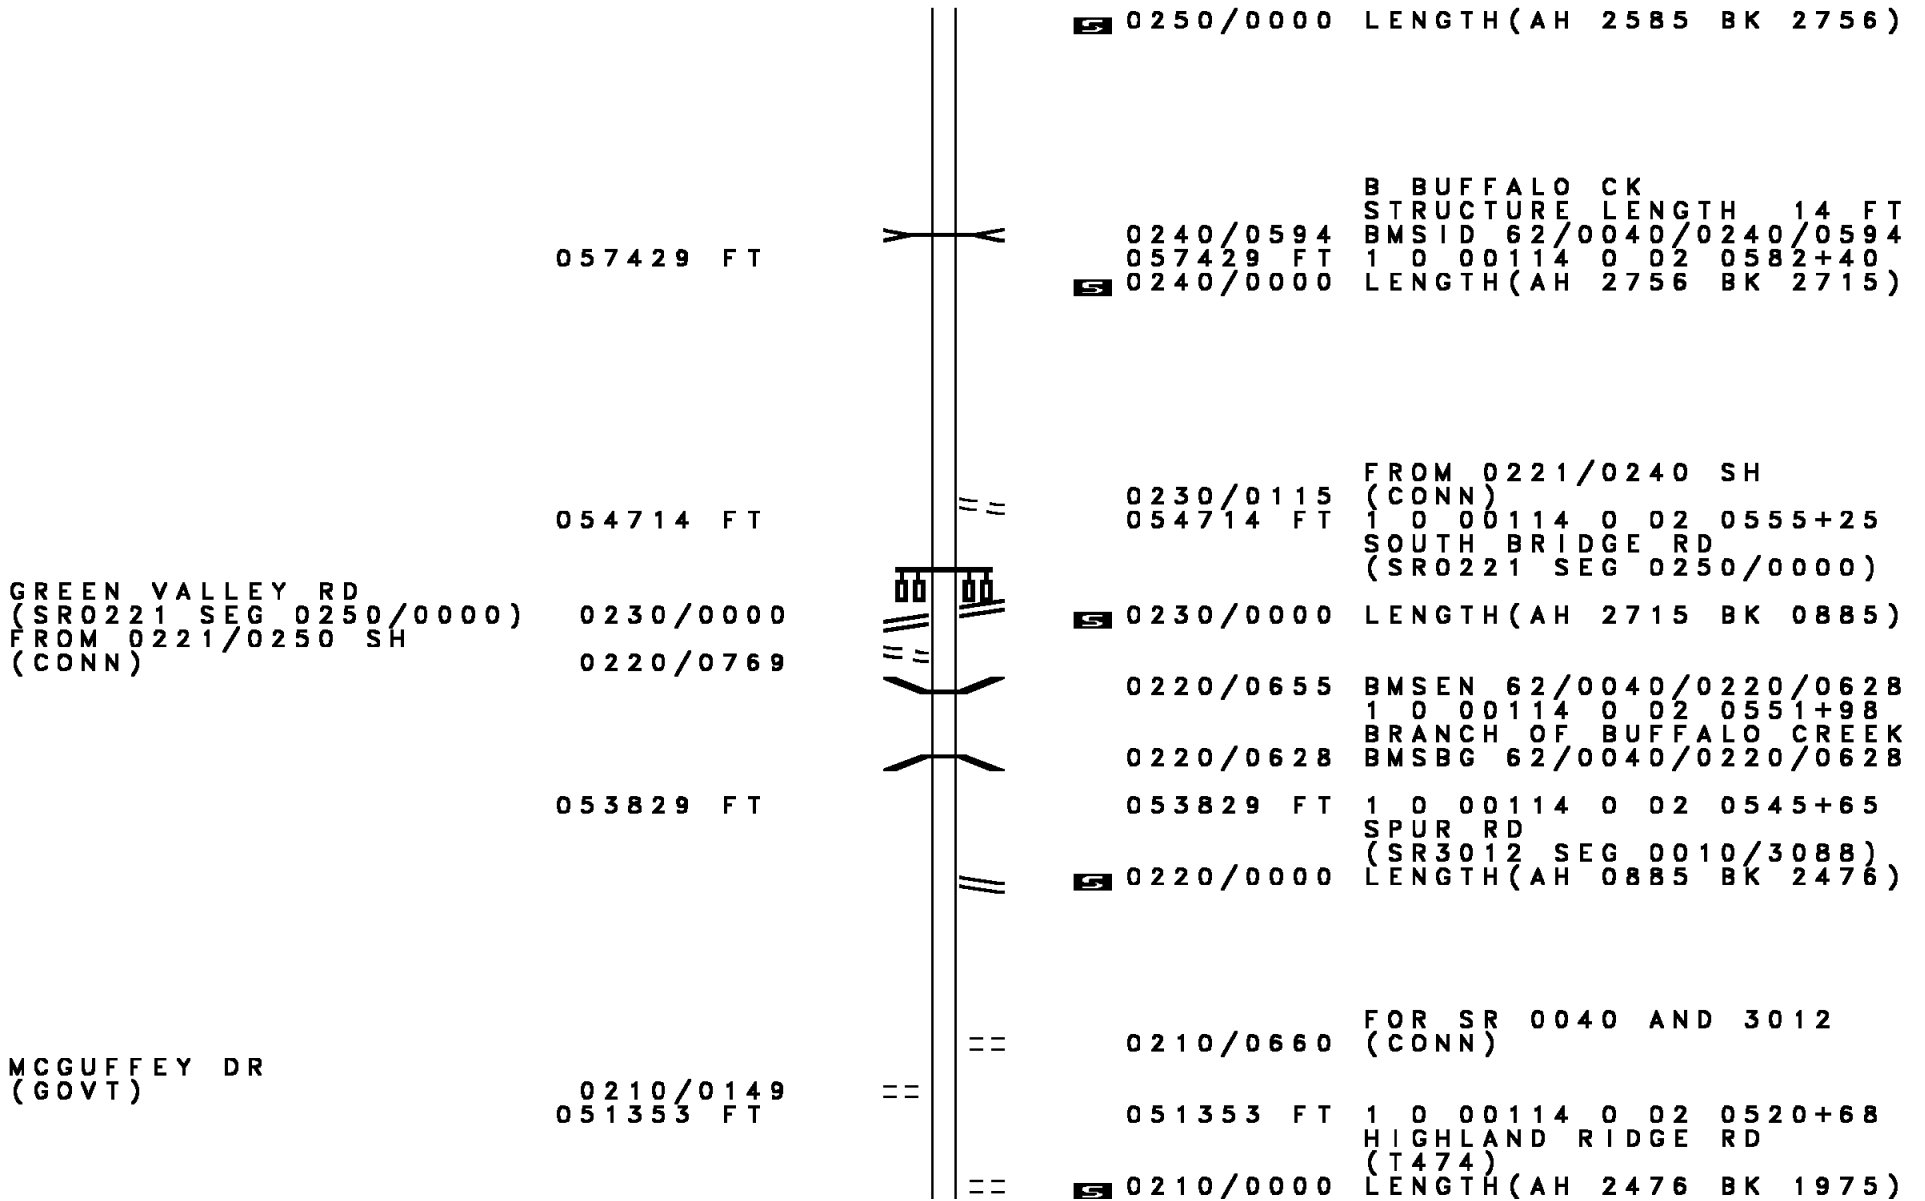 S 0250/0000 LENGTH(AH 2585 BK 2756)
B BUFFALO CK
STRUCTURE LENGTH 14 FT
0240/0594 BMSID 62/0040/0240/0594
057429 FT 057429 FT 1 0 00114 0 02 0582+40
S 0240/0000 LENGTH(AH 2756 BK 2715)
FROM 0221/0240 SH
0230/0115 (CONN)
054714 FT 054714 FT 1 0 00114 0 02 0555+25
SOUTH BRIDGE RD
(SR0221 SEG 0250/0000)
GREEN VALLEY RD
(SR0221 SEG 0250/0000) 0230/0000 S 0230/0000 LENGTH(AH 2715 BK 0885)
FROM 0221/0250 SH
(CONN) 0220/0769
0220/0655 BMSEN 62/0040/0220/0628
1 0 00114 0 02 0551+98
BRANCH OF BUFFALO CREEK
0220/0628 BMSBG 62/0040/0220/0628
053829 FT 053829 FT 1 0 00114 0 02 0545+65
SPUR RD
(SR3012 SEG 0010/3088)
S 0220/0000 LENGTH(AH 0885 BK 2476)
FOR SR 0040 AND 3012
0210/0660 (CONN)
MCGUFFEY DR
(GOVT) 0210/0149
051353 FT 051353 FT 1 0 00114 0 02 0520+68
HIGHLAND RIDGE RD
(T474)
S 0210/0000 LENGTH(AH 2476 BK 1975)